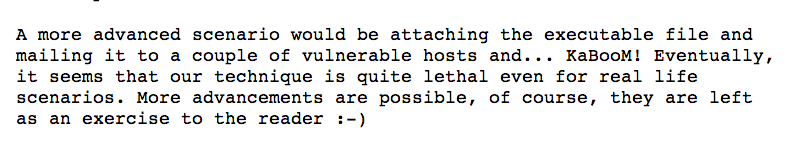 A more advanced scenario would be attaching the executable file and
mailing it to a couple of vulnerable hosts and... KaBooM! Eventually,
it seems that our technique is quite lethal even for real life
scenarios. More advancements are possible, of course, they are left
as an exercise to the reader :-)